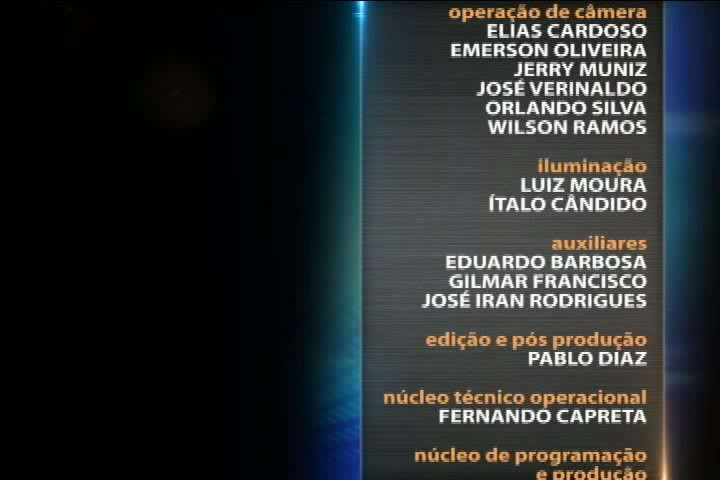 operação de câmera
ELIAS CARDOSO
EMERSON OLIVEIRA
JERRY MUNIZ
JOSÉ VERINALDO
ORLANDO SILVA
WILSON RAMOS
iluminação
LUIZ MOURA
ÍTALO CÂNDIDO
auxiliares
EDUARDO BARBOSA
GILMAR FRANCISCO
JOSÉ IRAN RODRIGUES
edição e pós produção
PABLO DIAZ
núcleo técnico operacional
FERNANDO CAPRETA
núcleo de programação
e produção